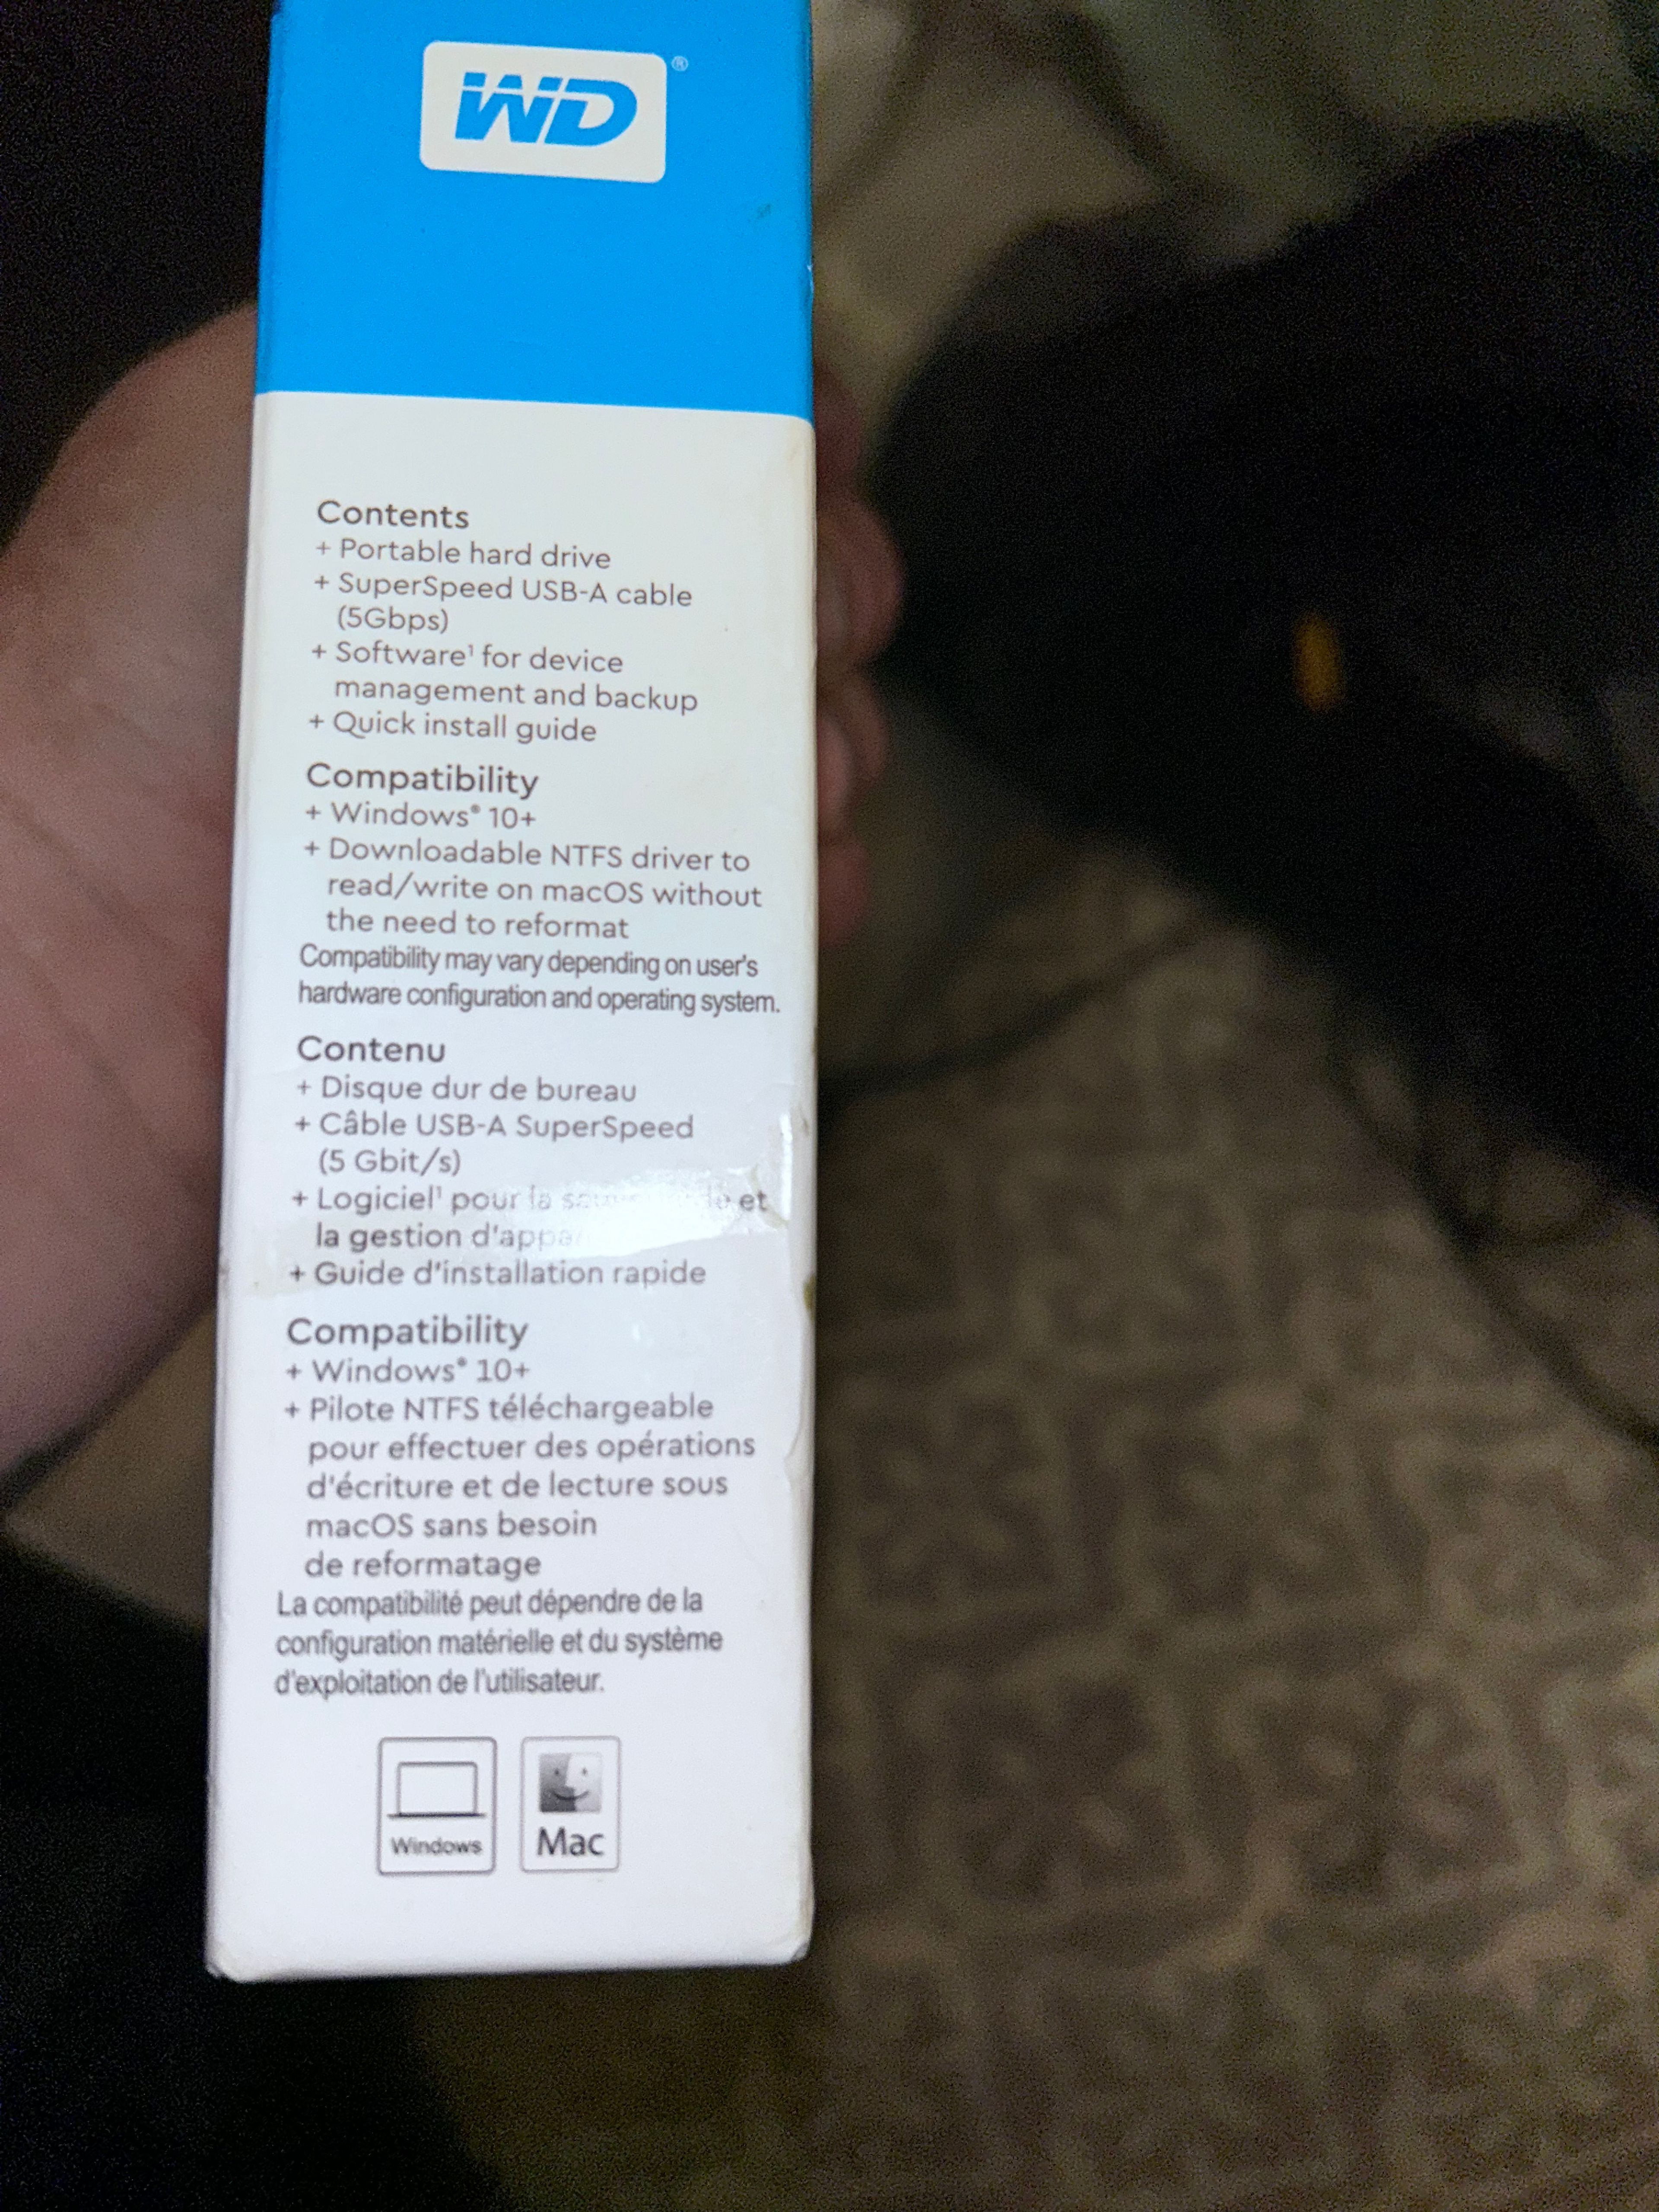 WD®
Contents
+ Portable hard drive
+ SuperSpeed USB-A cable
(5Gbps)
+ Software¹ for device
management and backup
+ Quick install guide
Compatibility
+ Windows® 10+
+ Downloadable NTFS driver to
read/write on macOS without
the need to reformat
Compatibility may vary depending on user's
hardware configuration and operating system.
Contenu
+ Disque dur de bureau
+ Câble USB-A SuperSpeed
(5 Gbit/s)
+ Logiciel¹ pour la et
la gestion
+ Guide d'installation rapide
Compatibility
+ Windows® 10+
+ Pilote NTFS téléchargeable
pour effectuer des opérations
d'écriture et de lecture sous
macOS sans besoin
de reformatage
La compatibilité peut dépendre de la
configuration matérielle et du système
d'exploitation de l'utilisateur.
Windows
Mac